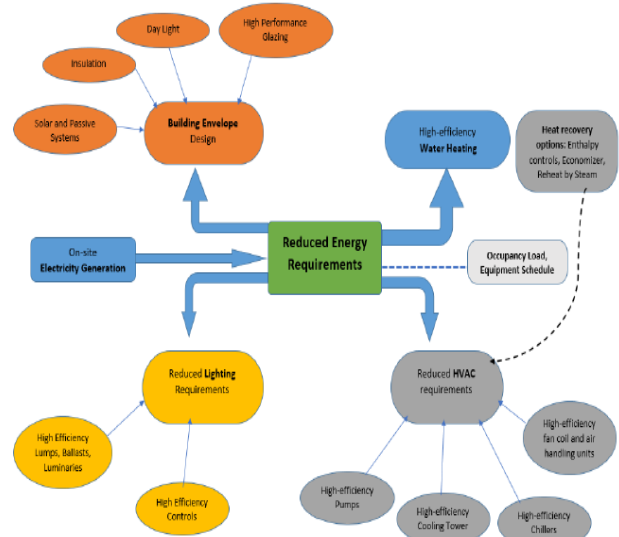 High Performance
Glazing
Day Light
Insulation
Solar and Passive
Systems
Building Envelope
Design
High-efficiency
Water Heating
Heat recovery
options: Enthalpy
controls, Economizer,
Reheat by Steam
On-site
Electricity Generation
Reduced Energy
Requirements
Occupancy Load,
Equipment Schedule
Reduced Lighting
Requirements
Reduced HVAC
requirements
High Efficiency
Lumps, Ballasts,
Luminaries
High Efficiency
Controls
High-efficiency
Pumps
High-efficiency
Cooling Tower
High-efficiency
Chillers
High-efficiency
fan coil and air
handling units